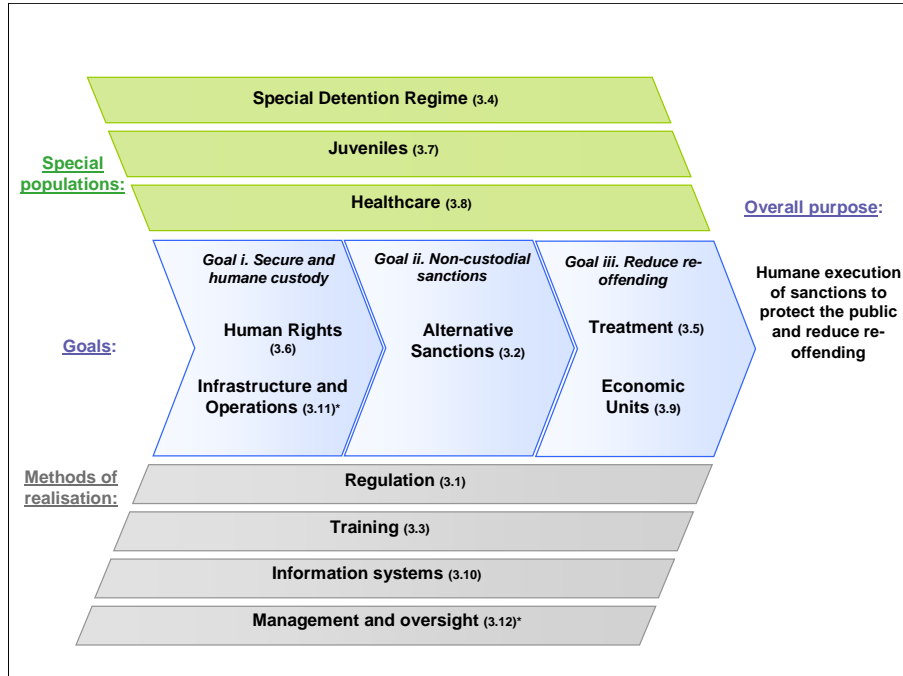 Special Detention Regime (3.4)
Special
populations:
Juveniles (3.7)
Healthcare (3.8)
Overall purpose:
Humane execution
of sanctions to
protect the public
and reduce re-
offending
Goals:
Goal i. Secure and
humane custody
Human Rights
(3.6)
Infrastructure and
Operations (3.11)*
Goal ii. Non-custodial
sanctions
Alternative
Sanctions (3.2)
Goal iii. Reduce re-
offending
Treatment (3.5)
Economic
Units (3.9)
Methods of
realisation:
Regulation (3.1)
Training (3.3)
Information systems (3.10)
Management and oversight (3.12)*